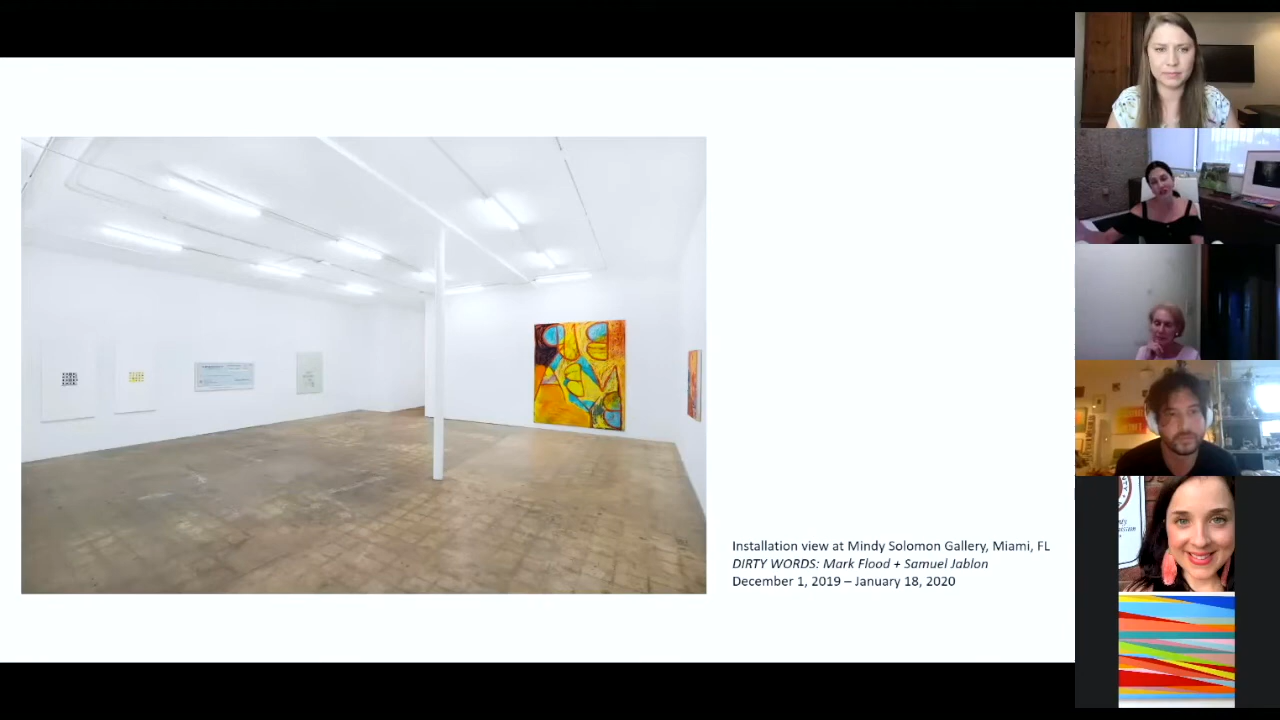 Installation view at Mindy Solomon Gallery, Miami, FL
DIRTY WORDS: Mark Flood + Samuel Jablon
December 1, 2019 – January 18, 2020